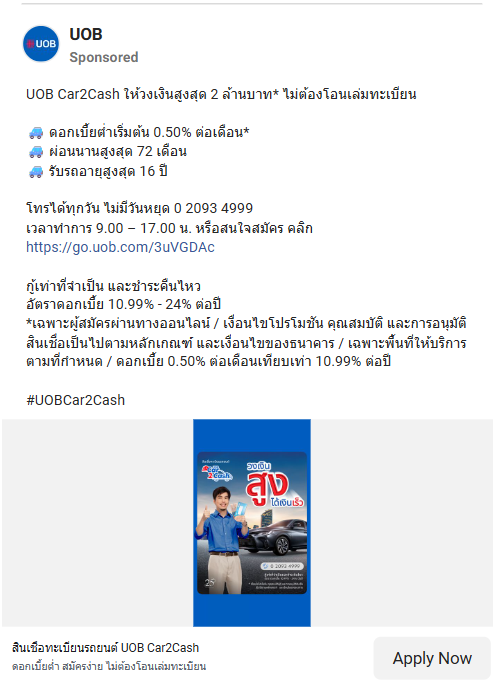 UOB
UOB
Sponsored
UOB Car2Cash ให้วงเงินสูงสุด 2 ล้านบาท* ไม่ต้องโอนเล่มทะเบียน
🚙 ดอกเบี้ยต่ำเริ่มต้น 0.50% ต่อเดือน*
🚙 ผ่อนนานสูงสุด 72 เดือน
🚙 รับรถอายุสูงสุด 16 ปี
โทรได้ทุกวัน ไม่มีวันหยุด 0 2093 4999
เวลาทำการ 9.00 – 17.00 น. หรือสนใจสมัคร คลิก
https://go.uob.com/3uVGDAc
กู้เท่าที่จำเป็น และชำระคืนไหว
อัตราดอกเบี้ย 10.99% - 24% ต่อปี
*เฉพาะผู้สมัครผ่านทางออนไลน์ / เงื่อนไขโปรโมชัน คุณสมบัติ และการอนุมัติ
สินเชื่อเป็นไปตามหลักเกณฑ์ และเงื่อนไขของธนาคาร / เฉพาะพื้นที่ให้บริการ
ตามที่กำหนด / ดอกเบี้ย 0.50% ต่อเดือนเทียบเท่า 10.99% ต่อปี
#UOBCar2Cash
วงเงิน
สูง
ได้เงินเร็ว
0 2093 4999
25
สินเชื่อทะเบียนรถยนต์ UOB Car2Cash
ดอกเบี้ยต่ำ สมัครง่าย ไม่ต้องโอนเล่มทะเบียน
Apply Now